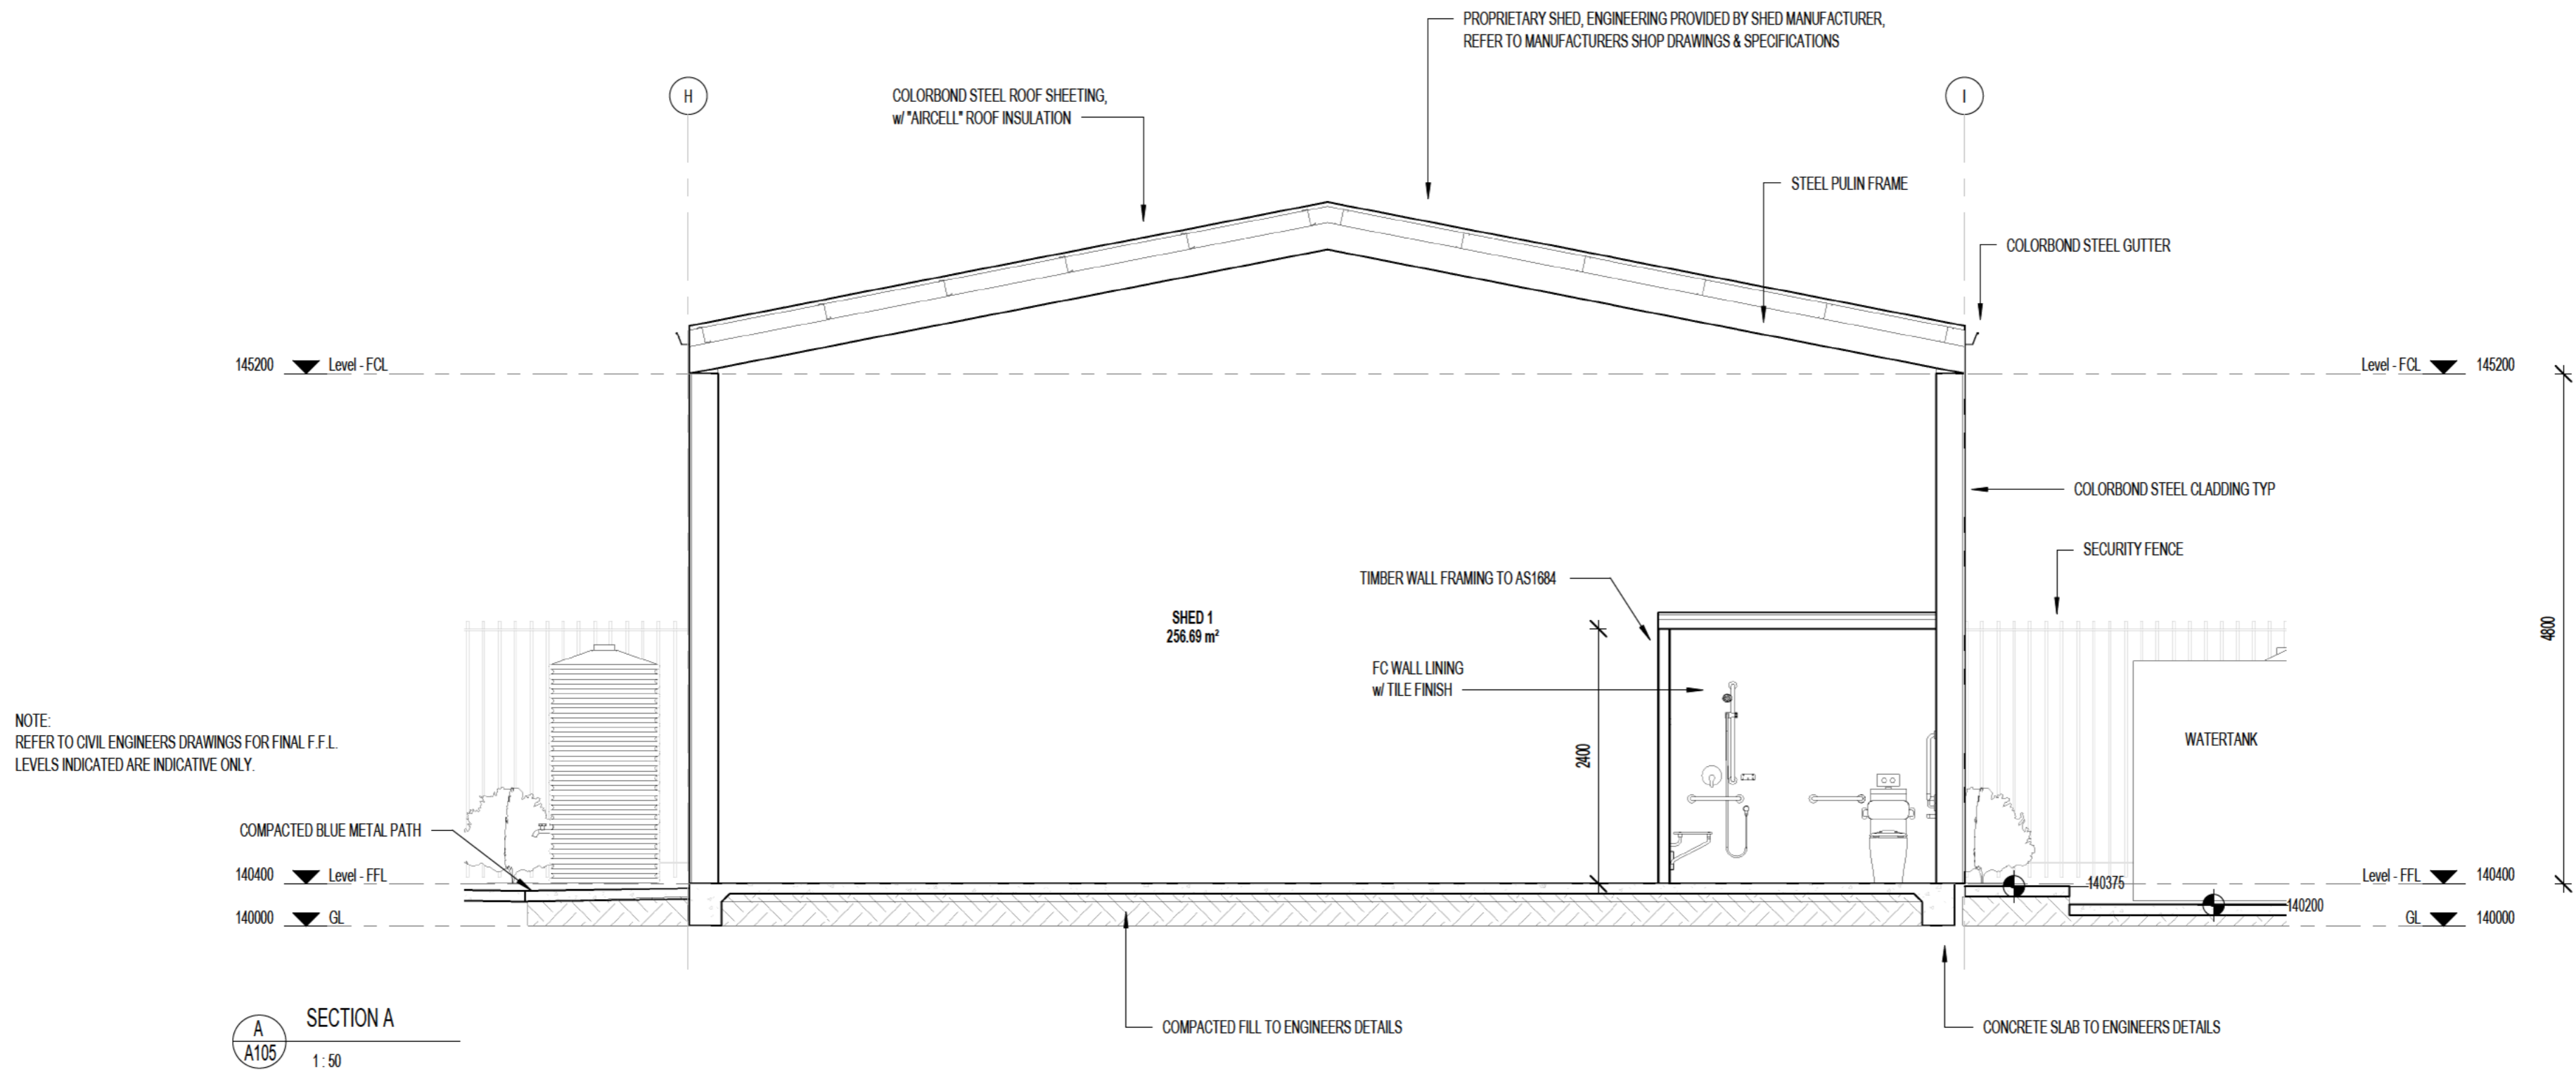 PROPRIETARY SHED, ENGINEERING PROVIDED BY SHED MANUFACTURER,
REFER TO MANUFACTURERS SHOP DRAWINGS & SPECIFICATIONS
H
COLORBOND STEEL ROOF SHEETING,
w/ "AIRCELL" ROOF INSULATION
I
STEEL PULIN FRAME
COLORBOND STEEL GUTTER
145200 Level - FCL
Level - FCL 145200
COLORBOND STEEL CLADDING TYP
SECURITY FENCE
TIMBER WALL FRAMING TO AS1684
SHED 1
256.69 m²
4800
FC WALL LINING
w/ TILE FINISH
2400
WATERTANK
NOTE:
REFER TO CIVIL ENGINEERS DRAWINGS FOR FINAL F.F.L.
LEVELS INDICATED ARE INDICATIVE ONLY.
COMPACTED BLUE METAL PATH
140400 Level - FFL
140375
Level - FFL 140400
140200
140000 GL
GL 140000
COMPACTED FILL TO ENGINEERS DETAILS
CONCRETE SLAB TO ENGINEERS DETAILS
A
A105
SECTION A
1 : 50